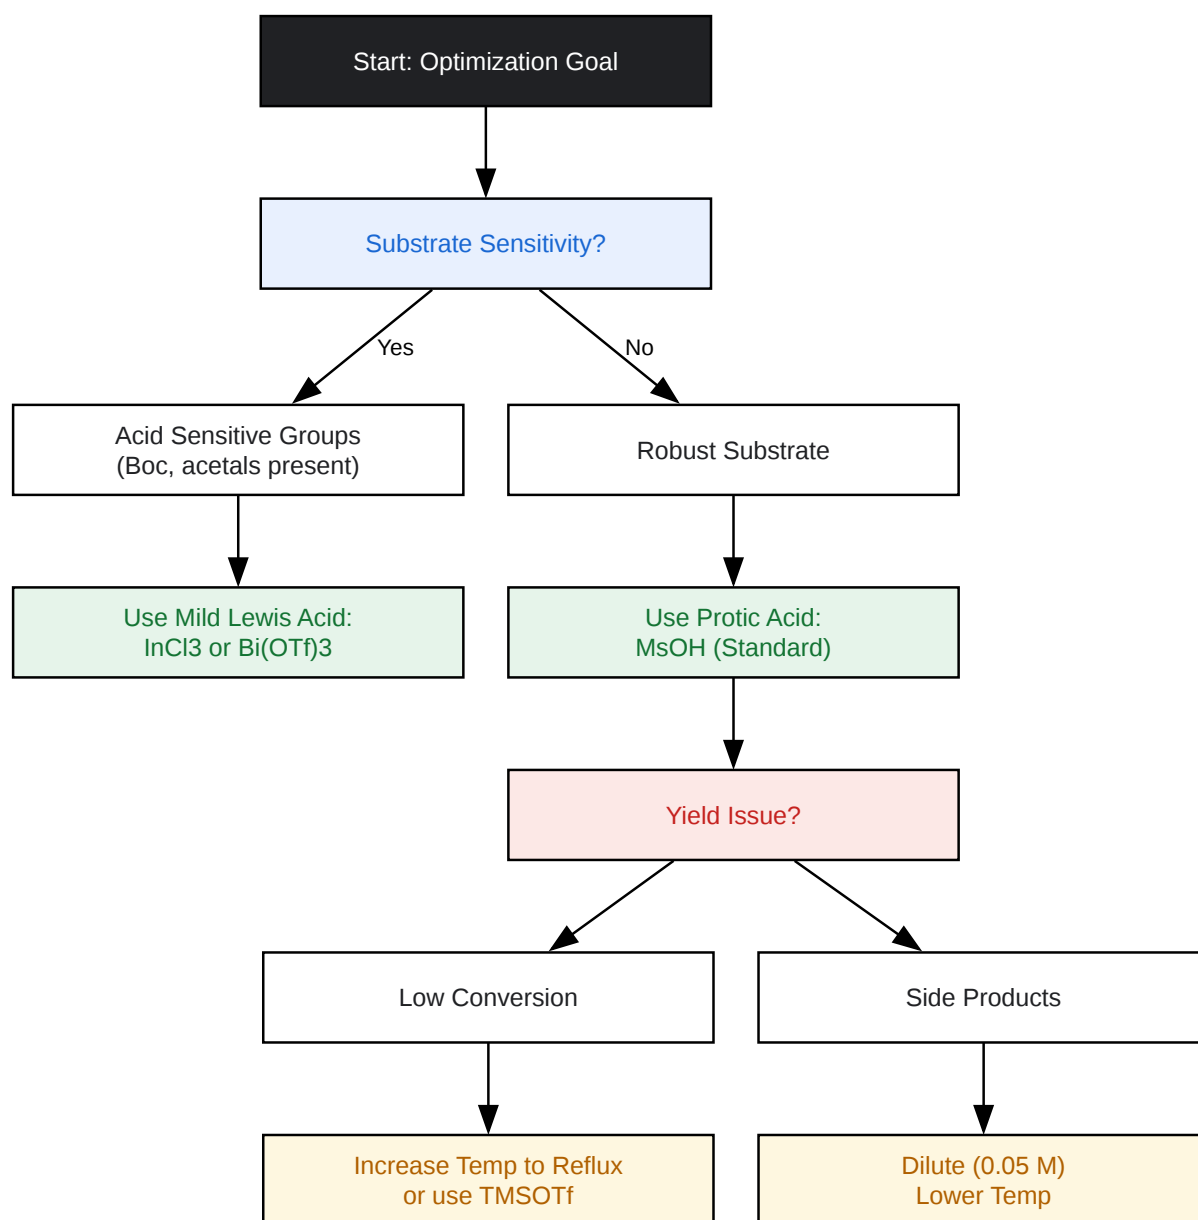 Start: Optimization Goal
Substrate Sensitivity?
Yes
No
Acid Sensitive Groups
(Boc, acetals present)
Robust Substrate
Use Mild Lewis Acid:
InCl3 or Bi(OTf)3
Use Protic Acid:
MsOH (Standard)
Yield Issue?
Low Conversion
Side Products
Increase Temp to Reflux
or use TMSOTf
Dilute (0.05 M)
Lower Temp